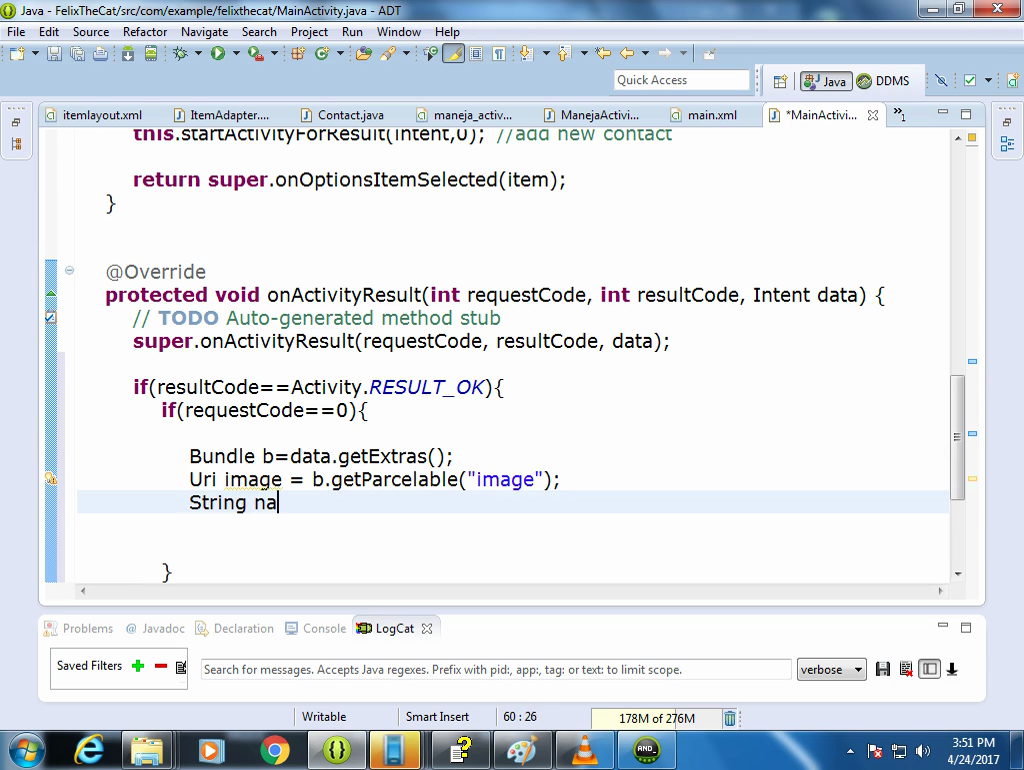 Java - FelixTheCat/src/com/example/felixthecat/MainActivity.java - ADT
File Edit Source Refactor Navigate Search Project Run Window Help
Quick Access
Java
DDMS
itemlayout.xml
ItemAdapter....
Contact.java
maneja_activ...
ManejaActivi...
main.xml
*MainActivi...
»1
this.startActivityForResult(intent,0); //add new contact
return super.onOptionsItemSelected(item);
}
@Override
protected void onActivityResult(int requestCode, int resultCode, Intent data) {
// TODO Auto-generated method stub
super.onActivityResult(requestCode, resultCode, data);
if(resultCode==Activity.RESULT_OK){
if(requestCode==0){
Bundle b=data.getExtras();
Uri image = b.getParcelable("image");
String na
}
Problems @ Javadoc Declaration Console LogCat
Saved Filters
Search for messages. Accepts Java regexes. Prefix with pid:, app:, tag: or text: to limit scope.
verbose
Writable
Smart Insert
60 : 26
178M of 276M
AND_
3:51 PM
4/24/2017